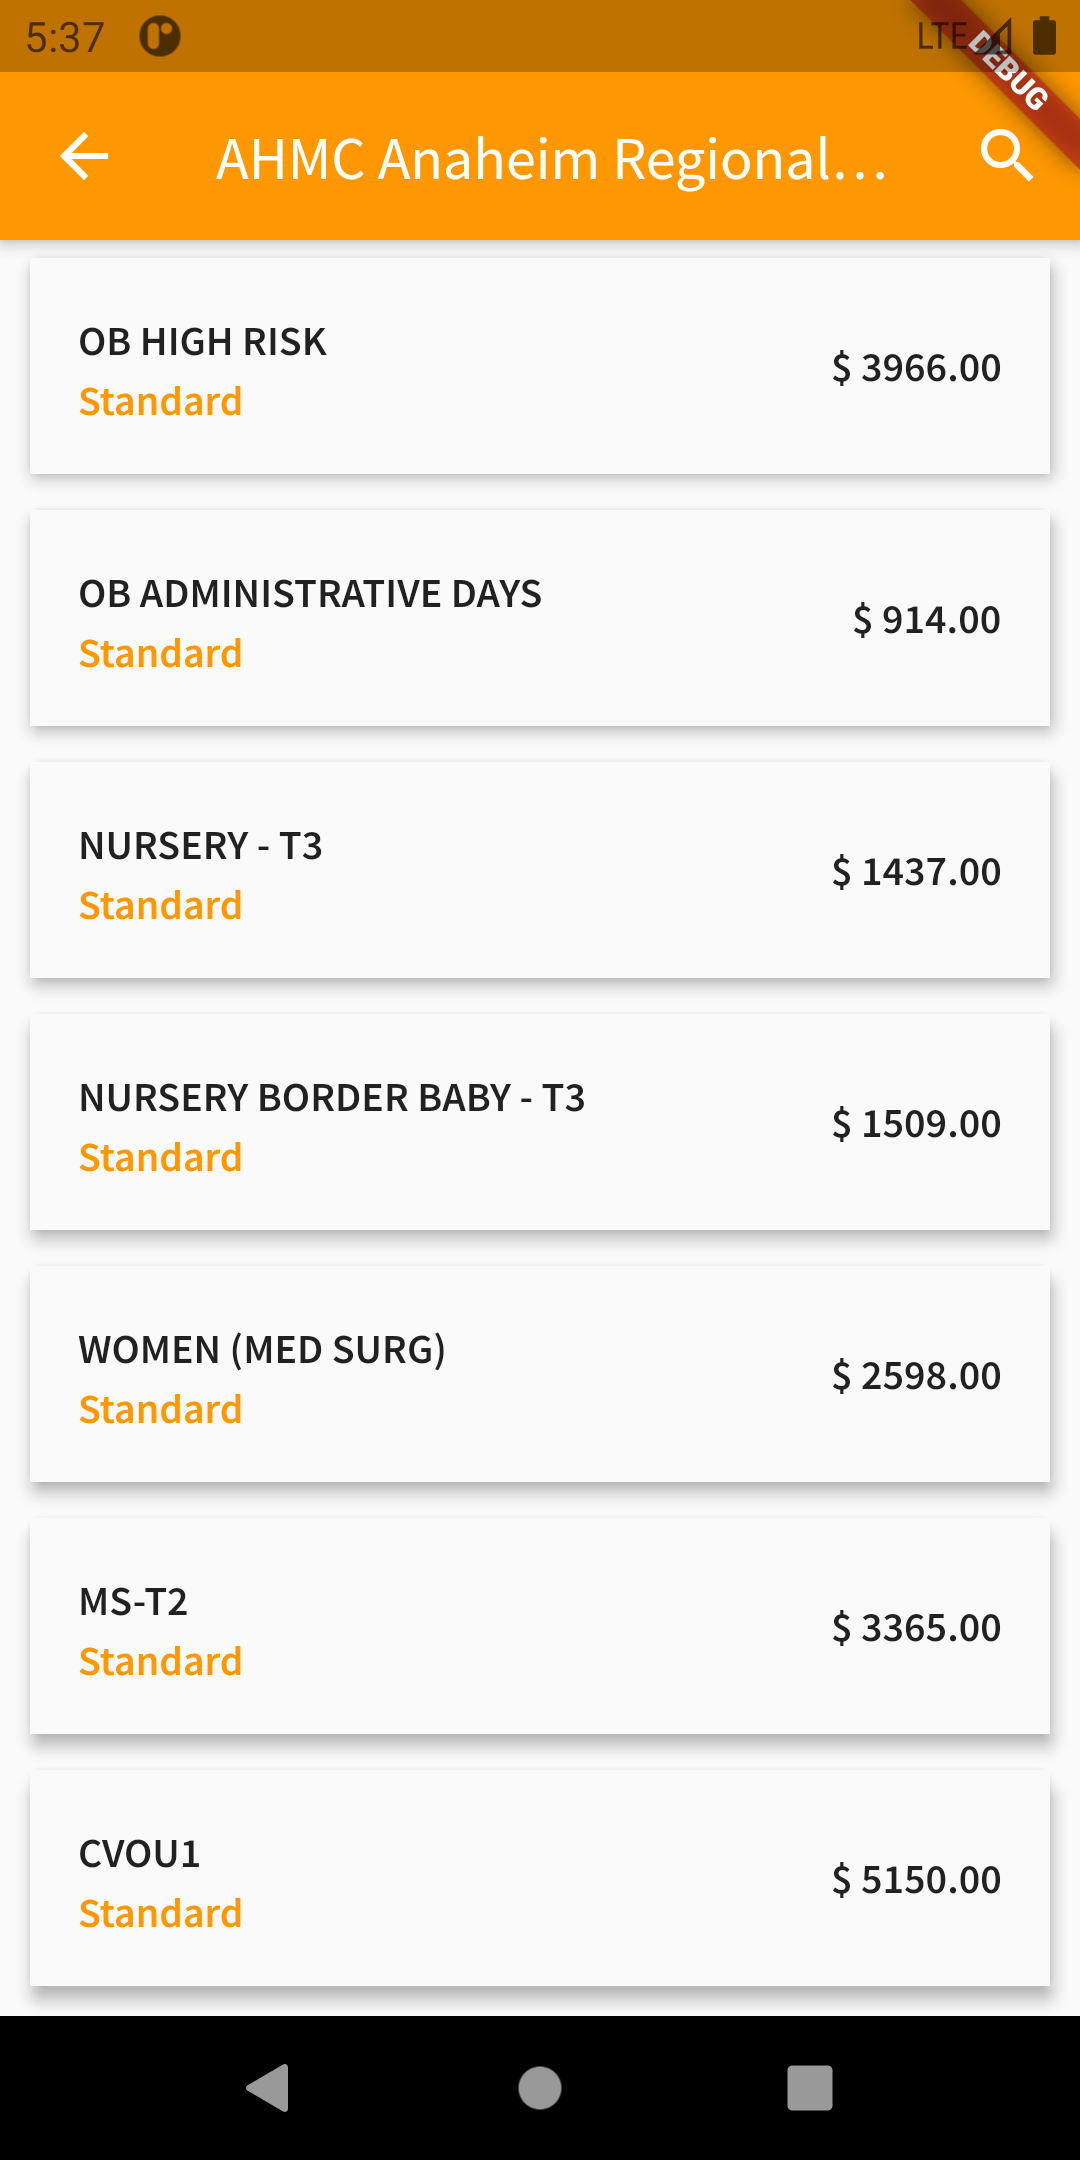 5:37
LTE
DEBUG
AHMC Anaheim Regional...
OB HIGH RISK
Standard
$ 3966.00
OB ADMINISTRATIVE DAYS
Standard
$ 914.00
NURSERY - T3
Standard
$ 1437.00
NURSERY BORDER BABY - T3
Standard
$ 1509.00
WOMEN (MED SURG)
Standard
$ 2598.00
MS-T2
Standard
$ 3365.00
CVOU1
Standard
$ 5150.00